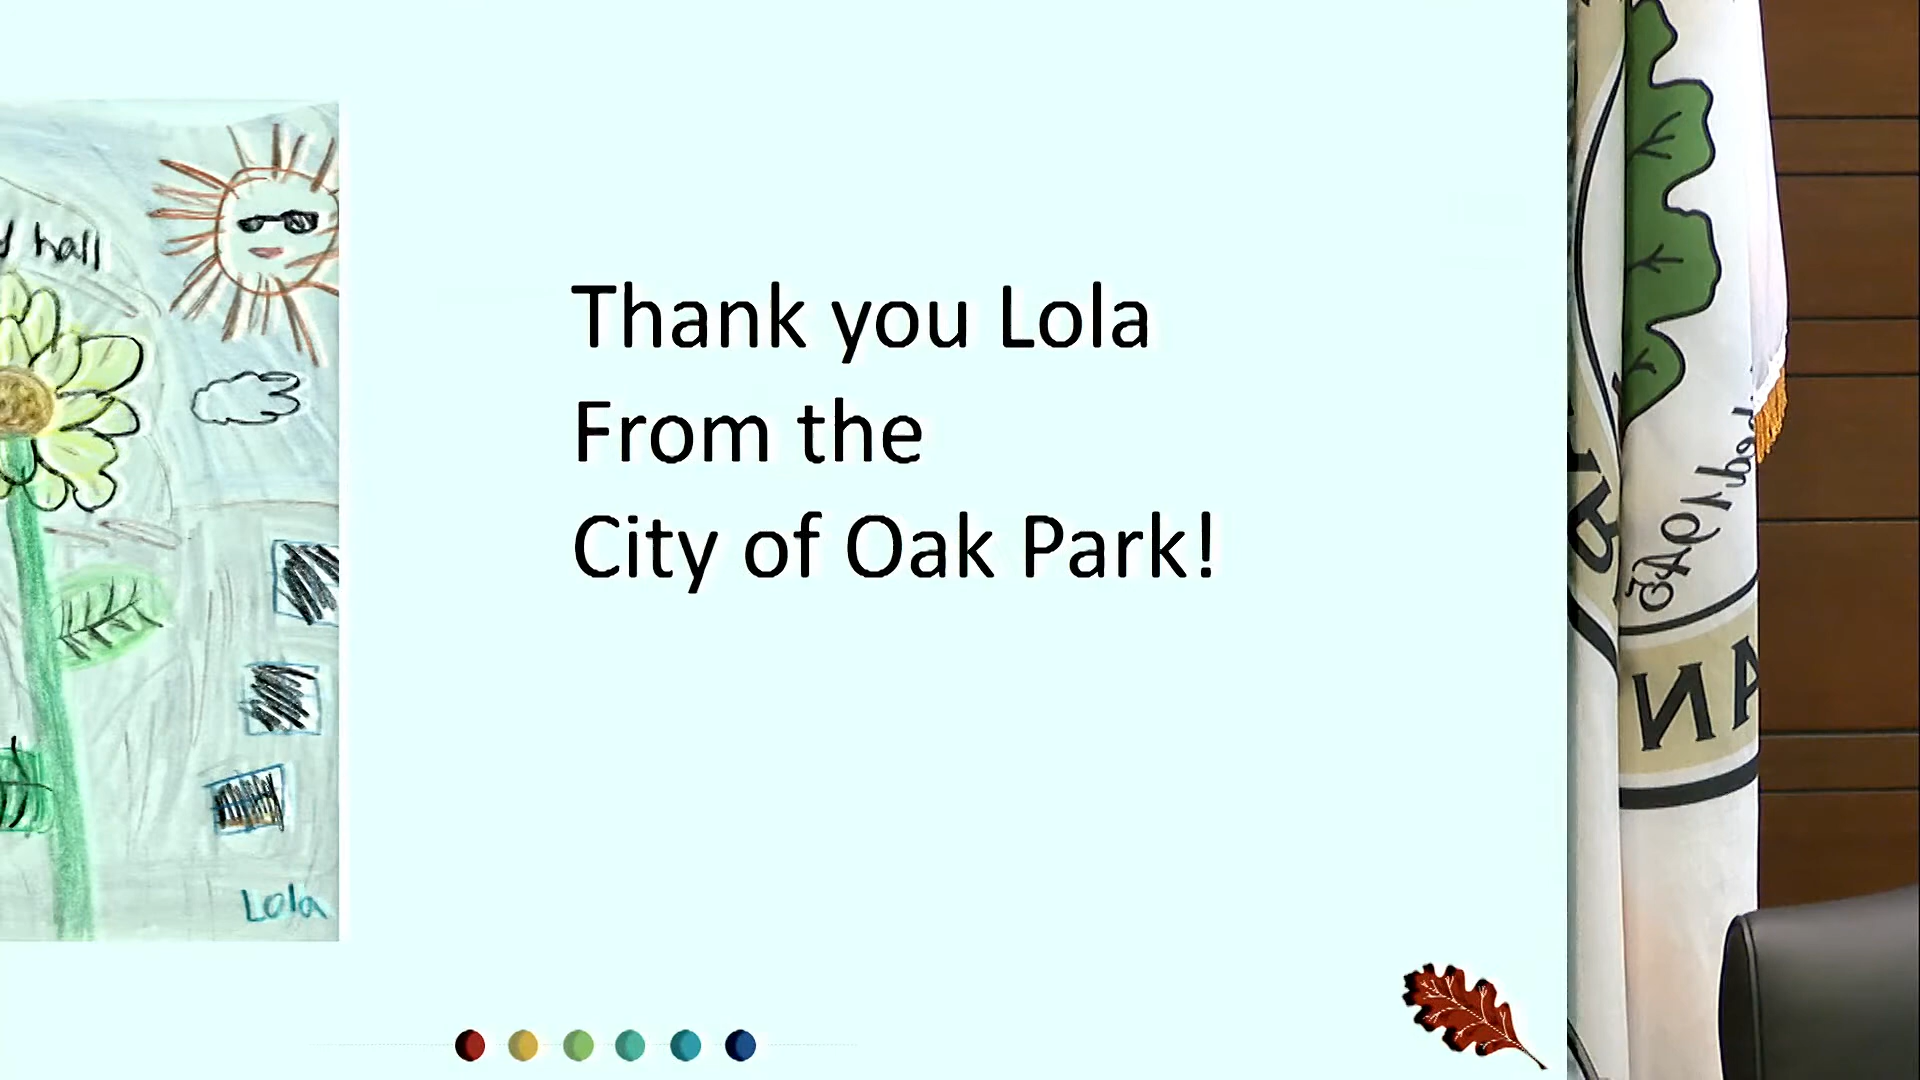 hall
Thank you Lola
From the
City of Oak Park!
Lola